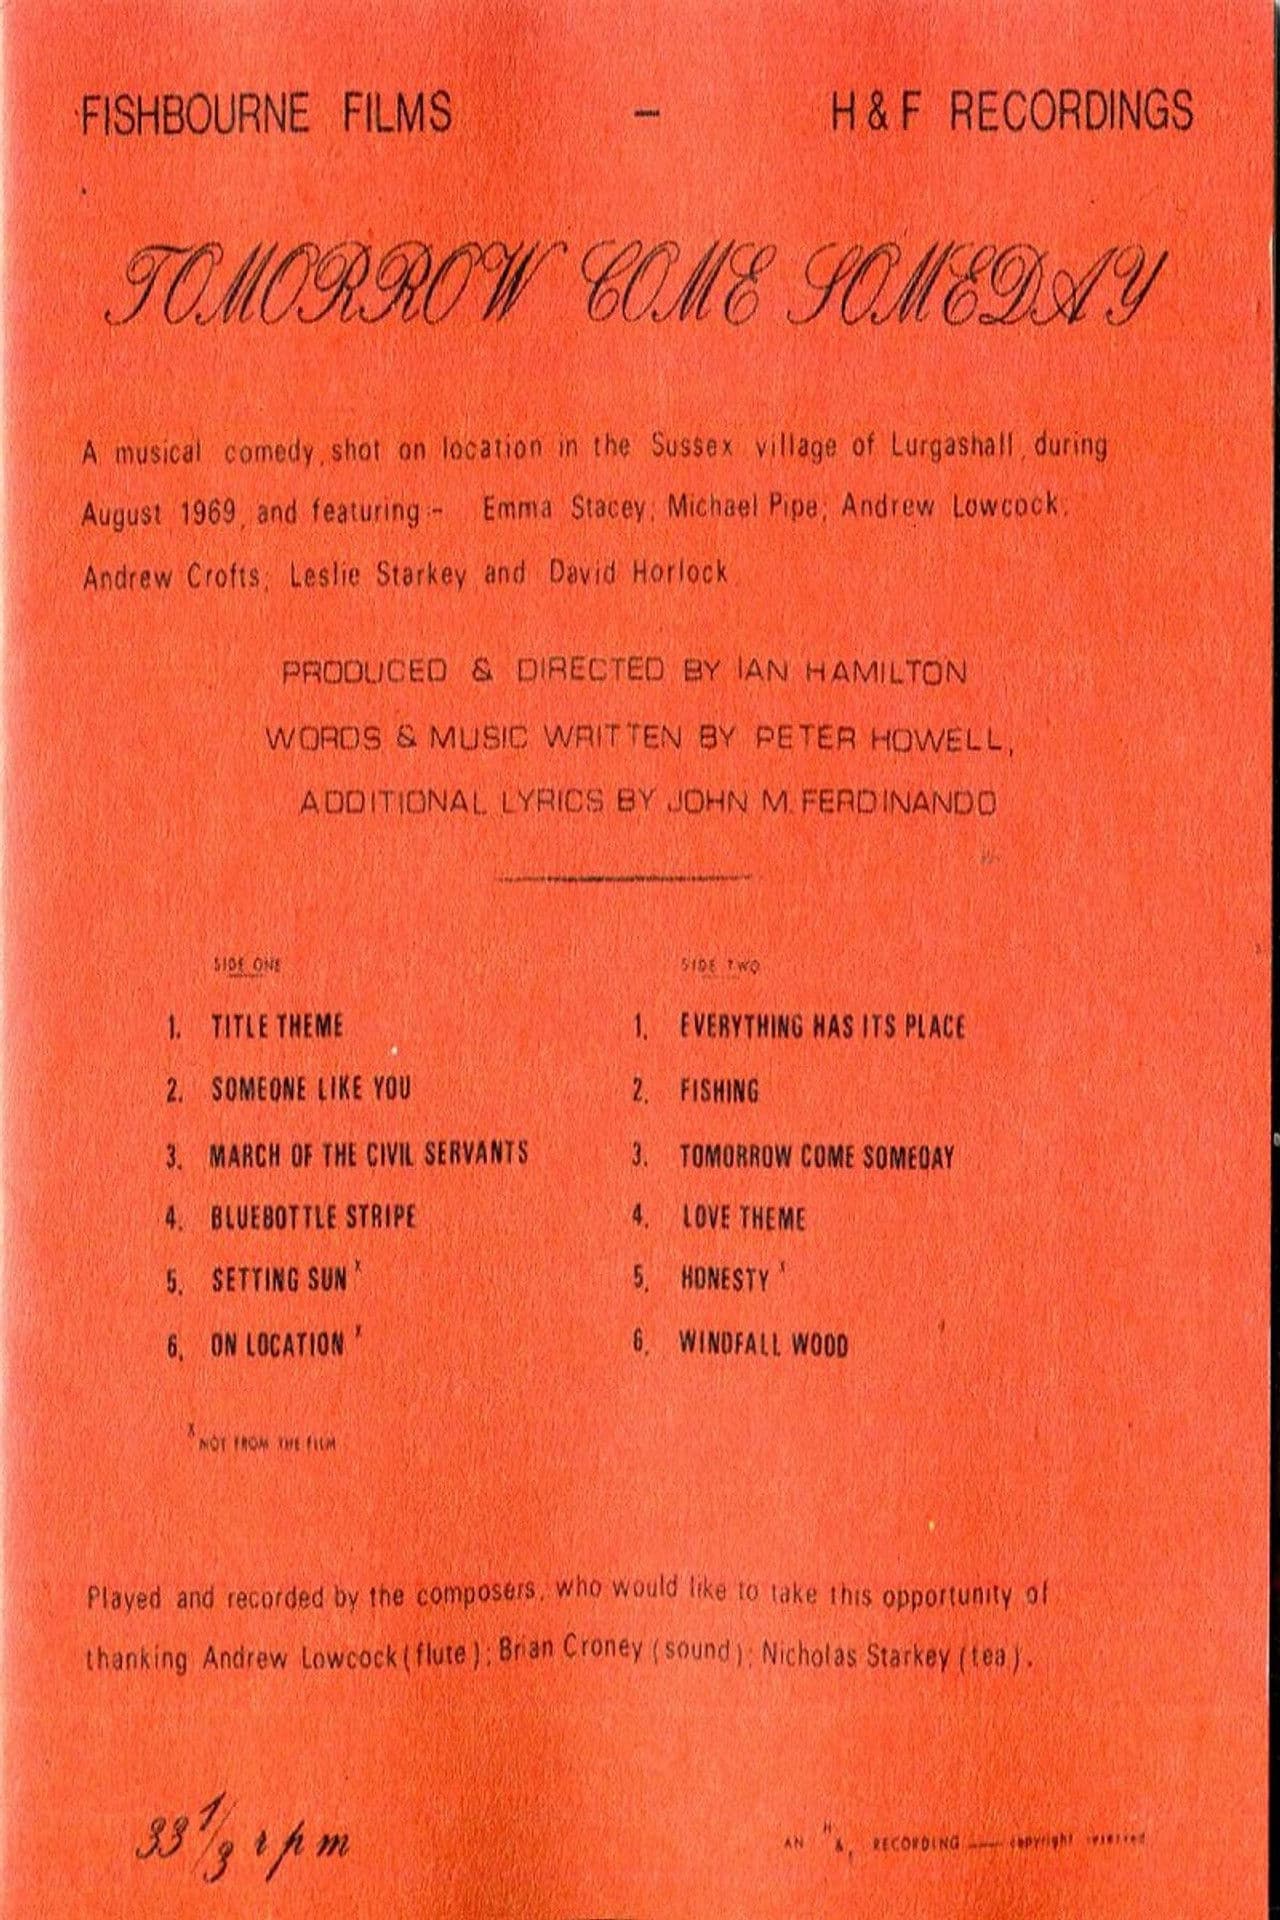 FISHBOURNE FILMS – H & F RECORDINGS
TOMORROW COME SOMEDAY
A musical comedy, shot on location in the Sussex village of Lurgashall, during
August 1969, and featuring :- Emma Stacey; Michael Pipe; Andrew Lowcock;
Andrew Crofts; Leslie Starkey and David Horlock
PRODUCED & DIRECTED BY IAN HAMILTON
WORDS & MUSIC WRITTEN BY PETER HOWELL,
ADDITIONAL LYRICS BY JOHN M. FERDINANDO
SIDE ONE
1. TITLE THEME
2. SOMEONE LIKE YOU
3. MARCH OF THE CIVIL SERVANTS
4. BLUEBOTTLE STRIPE
5. SETTING SUN x
6. ON LOCATION x
x NOT FROM THE FILM
SIDE TWO
1. EVERYTHING HAS ITS PLACE
2. FISHING
3. TOMORROW COME SOMEDAY
4. LOVE THEME
5. HONESTY x
6. WINDFALL WOOD
Played and recorded by the composers, who would like to take this opportunity of
thanking Andrew Lowcock (flute); Brian Croney (sound); Nicholas Starkey (tea).
33 1/3 rpm
AN H & F RECORDING — copyright reserved